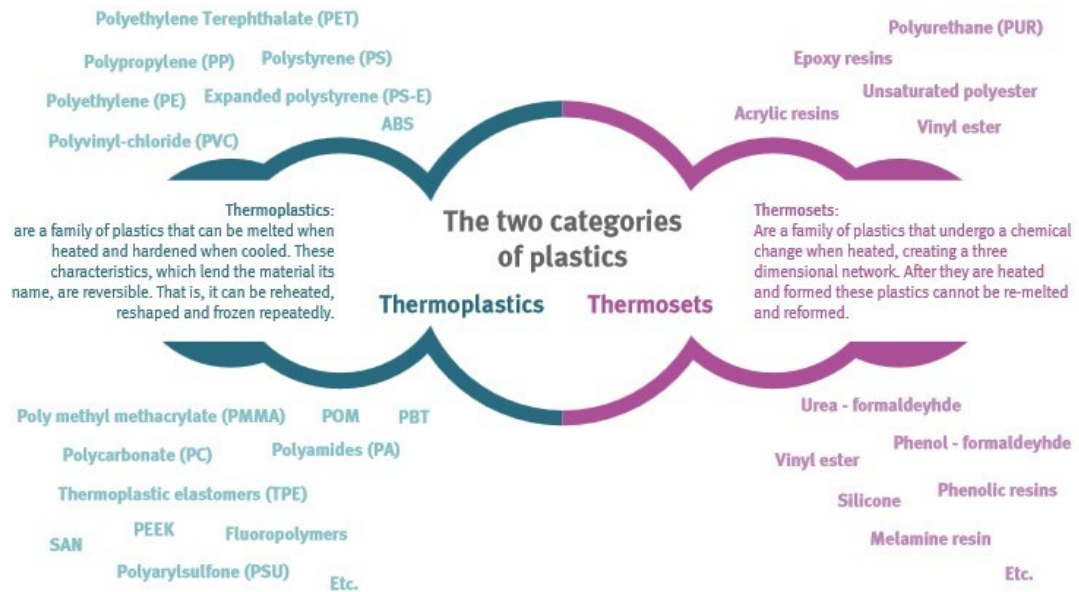 Polyethylene Terephthalate (PET)
Polypropylene (PP)
Polystyrene (PS)
Polyethylene (PE)
Expanded polystyrene (PS-E)
ABS
Polyvinyl-chloride (PVC)
Polyurethane (PUR)
Epoxy resins
Unsaturated polyester
Acrylic resins
Vinyl ester
Thermoplastics:
are a family of plastics that can be melted when
heated and hardened when cooled. These
characteristics, which lend the material its
name, are reversible. That is, it can be reheated,
reshaped and frozen repeatedly.
The two categories
of plastics
Thermoplastics
Thermosets
Thermosets:
Are a family of plastics that undergo a chemical
change when heated, creating a three
dimensional network. After they are heated
and formed these plastics cannot be re-melted
and reformed.
Poly methyl methacrylate (PMMA)
POM
PBT
Polycarbonate (PC)
Polyamides (PA)
Thermoplastic elastomers (TPE)
SAN
PEEK
Fluoropolymers
Polyarylsulfone (PSU)
Etc.
Urea - formaldeyhde
Phenol - formaldeyhde
Vinyl ester
Silicone
Phenolic resins
Melamine resin
Etc.